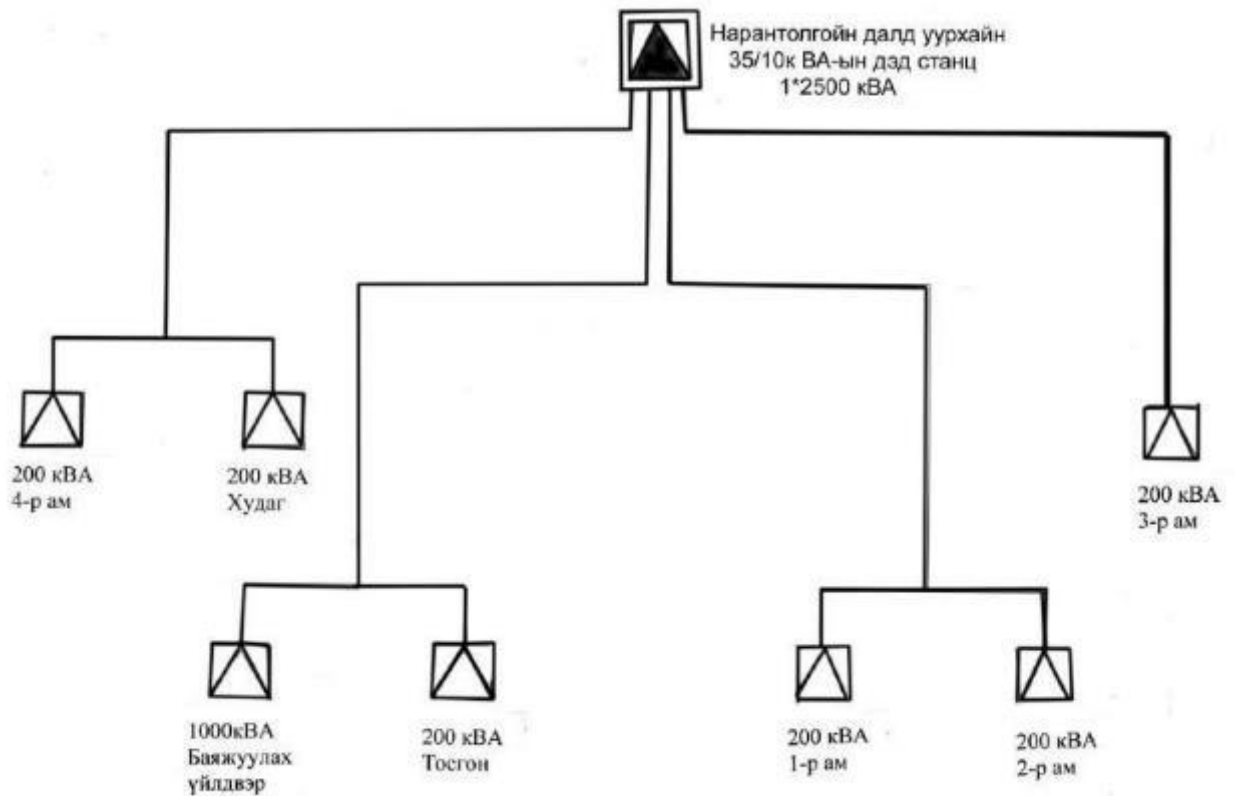 Нарантолгойн далд уурхайн
35/10к ВА-ын дэд станц
1*2500 кВА
200 кВА
4-р ам
200 кВА
Худаг
200 кВА
3-р ам
1000кВА
Баяжуулах
үйлдвэр
200 кВА
Тосгон
200 кВА
1-р ам
200 кВА
2-р ам